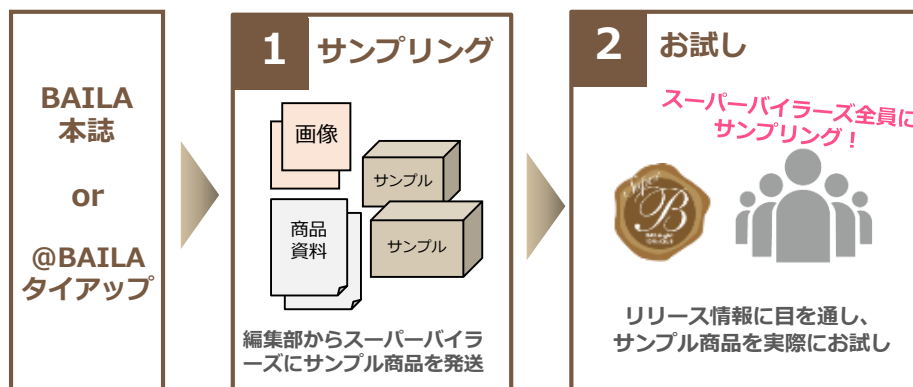 BAILA
本誌
or
@BAILA
タイアップ
1 サンプリング
画像
サンプル
商品
資料
サンプル
編集部からスーパーバイラ
ーズにサンプル商品を発送
2 お試し
スーパーバイラーズ全員に
サンプリング！
Super
B
リリース情報に目を通し、
サンプル商品を実際にお試し